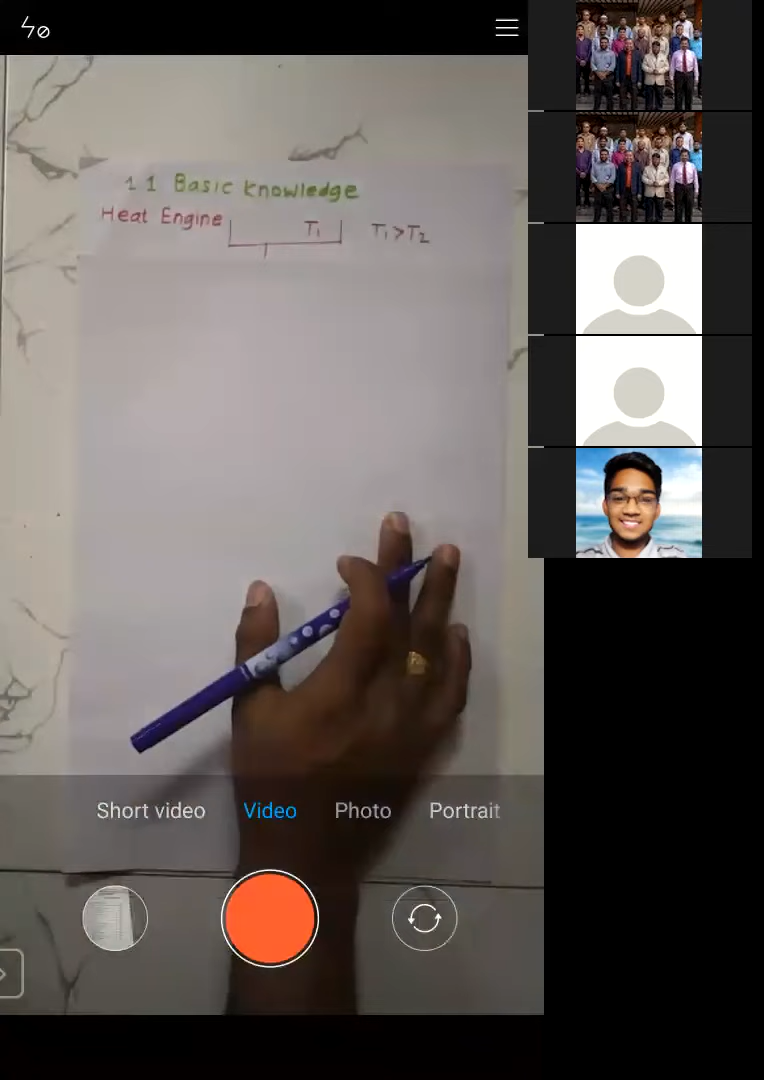 1 1 Basic Knowledge
Heat Engine T₁ T₁>T₂
Short video Video Photo Portrait